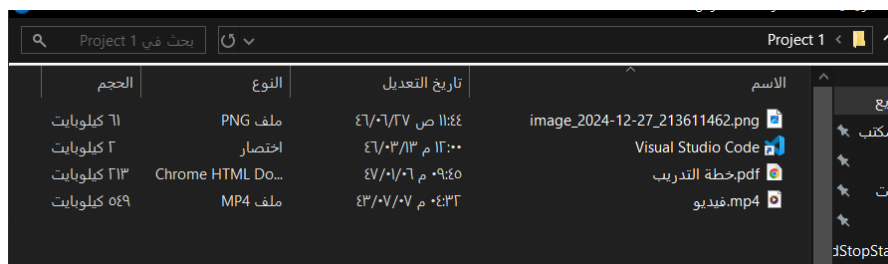 Project 1
بحث في Project 1
الاسم تاريخ التعديل النوع الحجم
image_2024-12-27_213611462.png ٤٦/٠٦/٢٧ ص ١١:٤٤ ملف PNG ٦١ كيلوبايت
Visual Studio Code ٤٦/٠٣/١٣ م ١٢:٠٠ اختصار ٢ كيلوبايت
خطة التدريب.pdf ٤٧/٠١/٠٦ م ٠٩:٤٥ Chrome HTML Do... ٢١٣ كيلوبايت
فيديو.mp4 ٤٣/٠٧/٠٧ م ٠٤:٣٢ ملف MP4 ٥٤٩ كيلوبايت